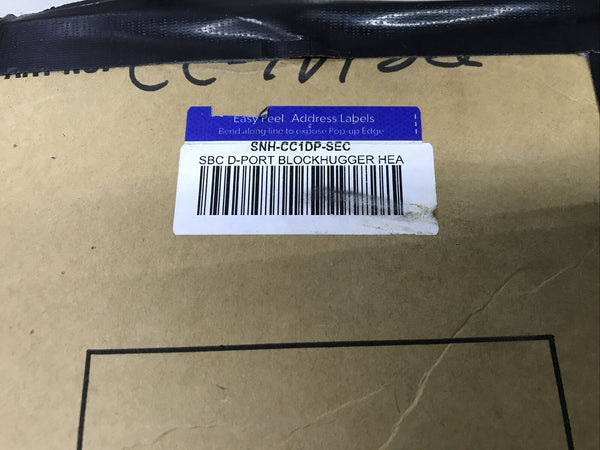 Easy Peel Address Labels
Bend along line to expose Pop-up Edge
SNH-CC1DP-SEC
SBC D-PORT BLOCKHUGGER HEA